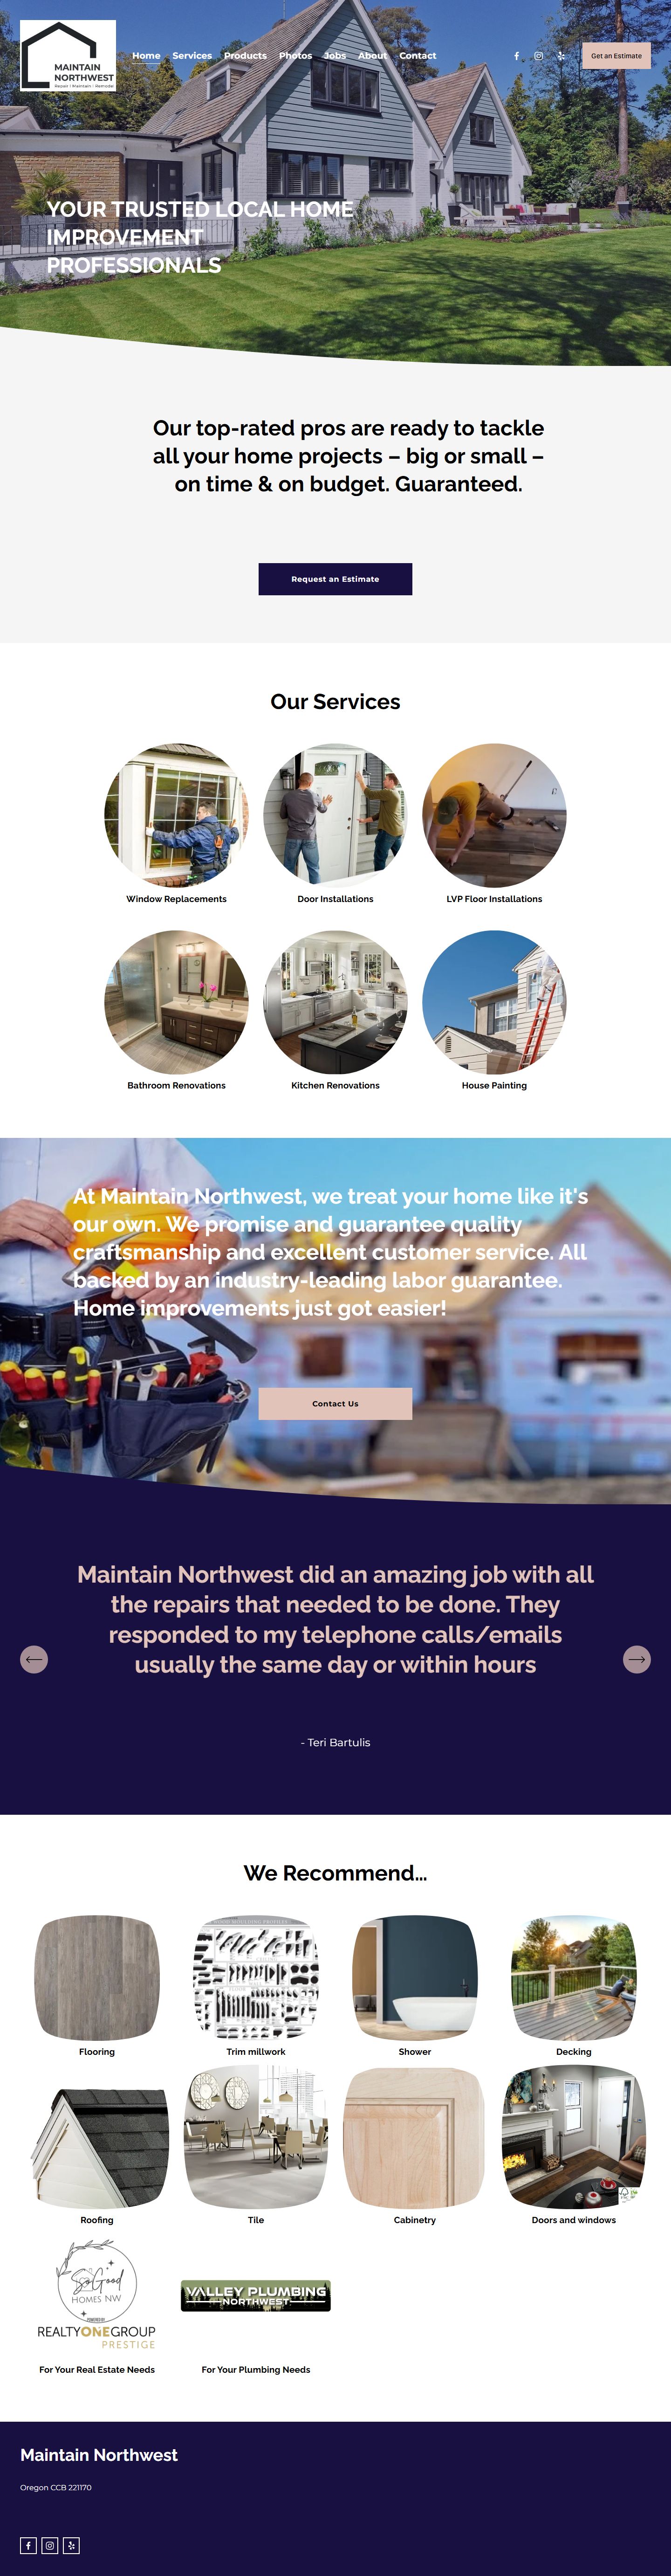 MAINTAIN
NORTHWEST
Repair | Maintain | Remodel
Home Services Products Photos Jobs About Contact
Get an Estimate
YOUR TRUSTED LOCAL HOME
IMPROVEMENT
PROFESSIONALS
Our top-rated pros are ready to tackle
all your home projects – big or small –
on time & on budget. Guaranteed.
Request an Estimate
Our Services
Window Replacements
Door Installations
LVP Floor Installations
Bathroom Renovations
Kitchen Renovations
House Painting
At Maintain Northwest, we treat your home like it's
our own. We promise and guarantee quality
craftsmanship and excellent customer service. All
backed by an industry-leading labor guarantee.
Home improvements just got easier!
Contact Us
Maintain Northwest did an amazing job with all
the repairs that needed to be done. They
responded to my telephone calls/emails
usually the same day or within hours
- Teri Bartulis
We Recommend…
Flooring
Trim millwork
Shower
Decking
Roofing
Tile
Cabinetry
Doors and windows
SoGood
HOMES NW
POWERED BY
REALTYONEGROUP
PRESTIGE
For Your Real Estate Needs
VALLEY PLUMBING
NORTHWEST
For Your Plumbing Needs
Maintain Northwest
Oregon CCB 221170